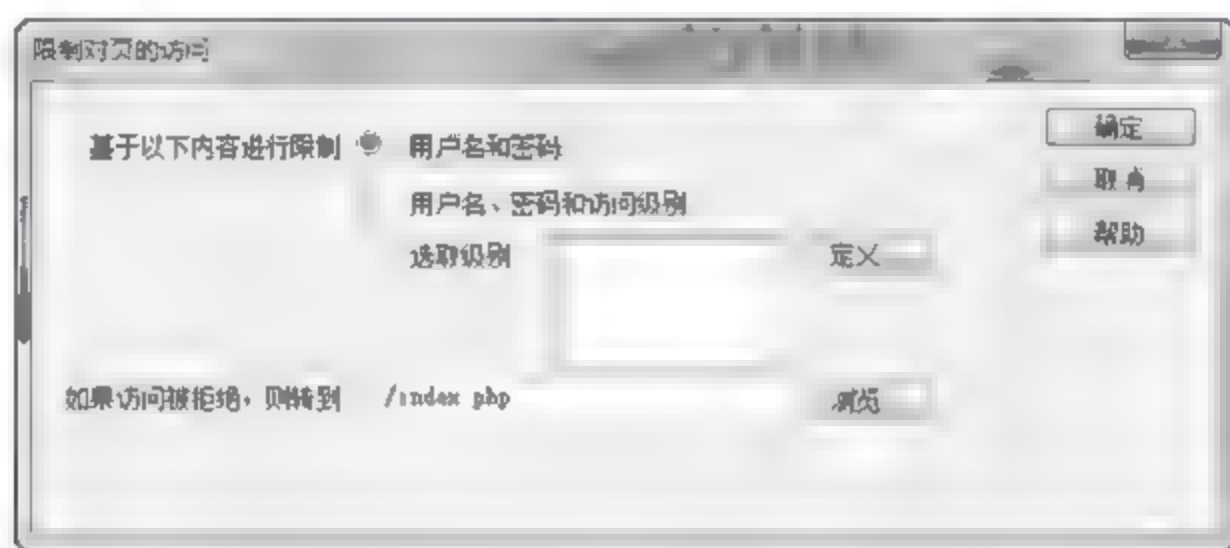 限制对页的访问
基于以下内容进行限制 用户名和密码
用户名、密码和访问级别
选取级别 定义
如果访问被拒绝，则转到 /index php 浏览
确定
取消
帮助